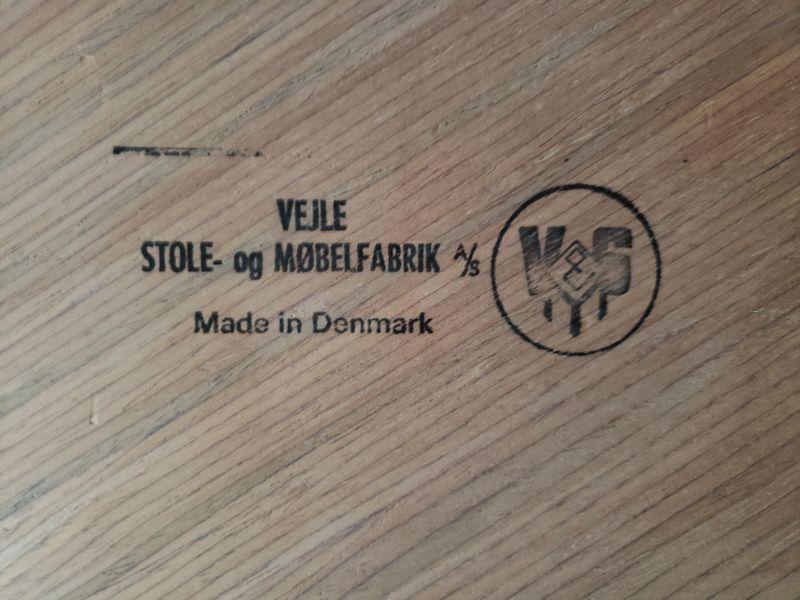 VEJLE
STOLE- og MØBELFABRIK A/S
Made in Denmark
V&S